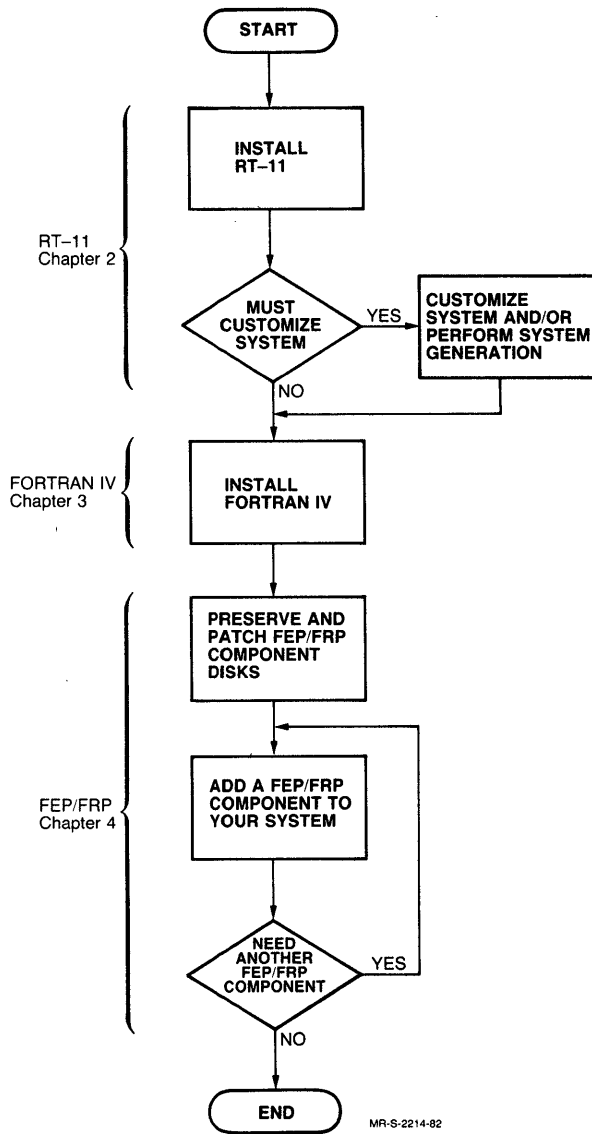 START
INSTALL
RT–11
RT–11
Chapter 2
MUST
CUSTOMIZE
SYSTEM
YES
CUSTOMIZE
SYSTEM AND/OR
PERFORM SYSTEM
GENERATION
NO
FORTRAN IV
Chapter 3
INSTALL
FORTRAN IV
PRESERVE AND
PATCH FEP/FRP
COMPONENT
DISKS
FEP/FRP
Chapter 4
ADD A FEP/FRP
COMPONENT TO
YOUR SYSTEM
NEED
ANOTHER
FEP/FRP
COMPONENT
YES
NO
END
MR-S-2214-82